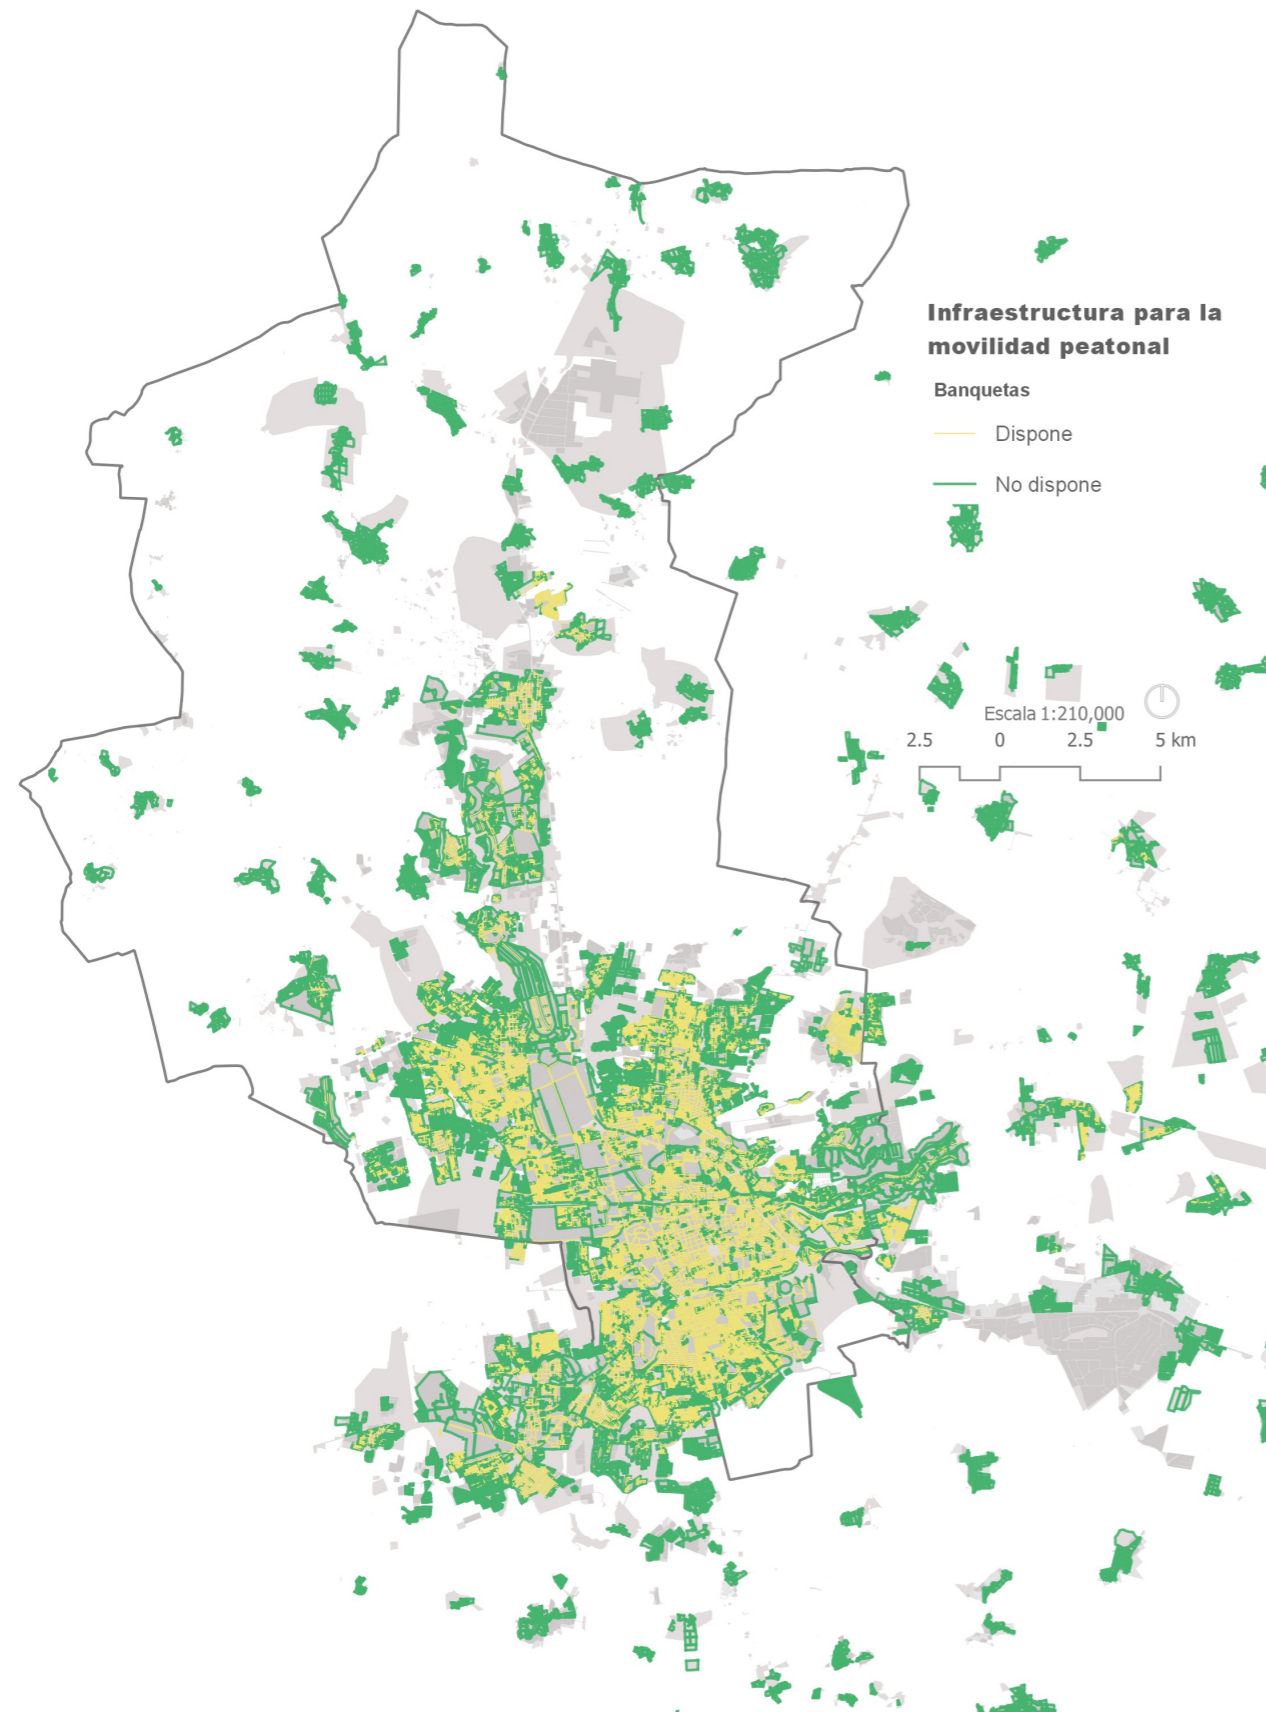 Infraestructura para la
movilidad peatonal
Banquetas
Dispone
No dispone
Escala 1:210,000
2.5 0 2.5 5 km